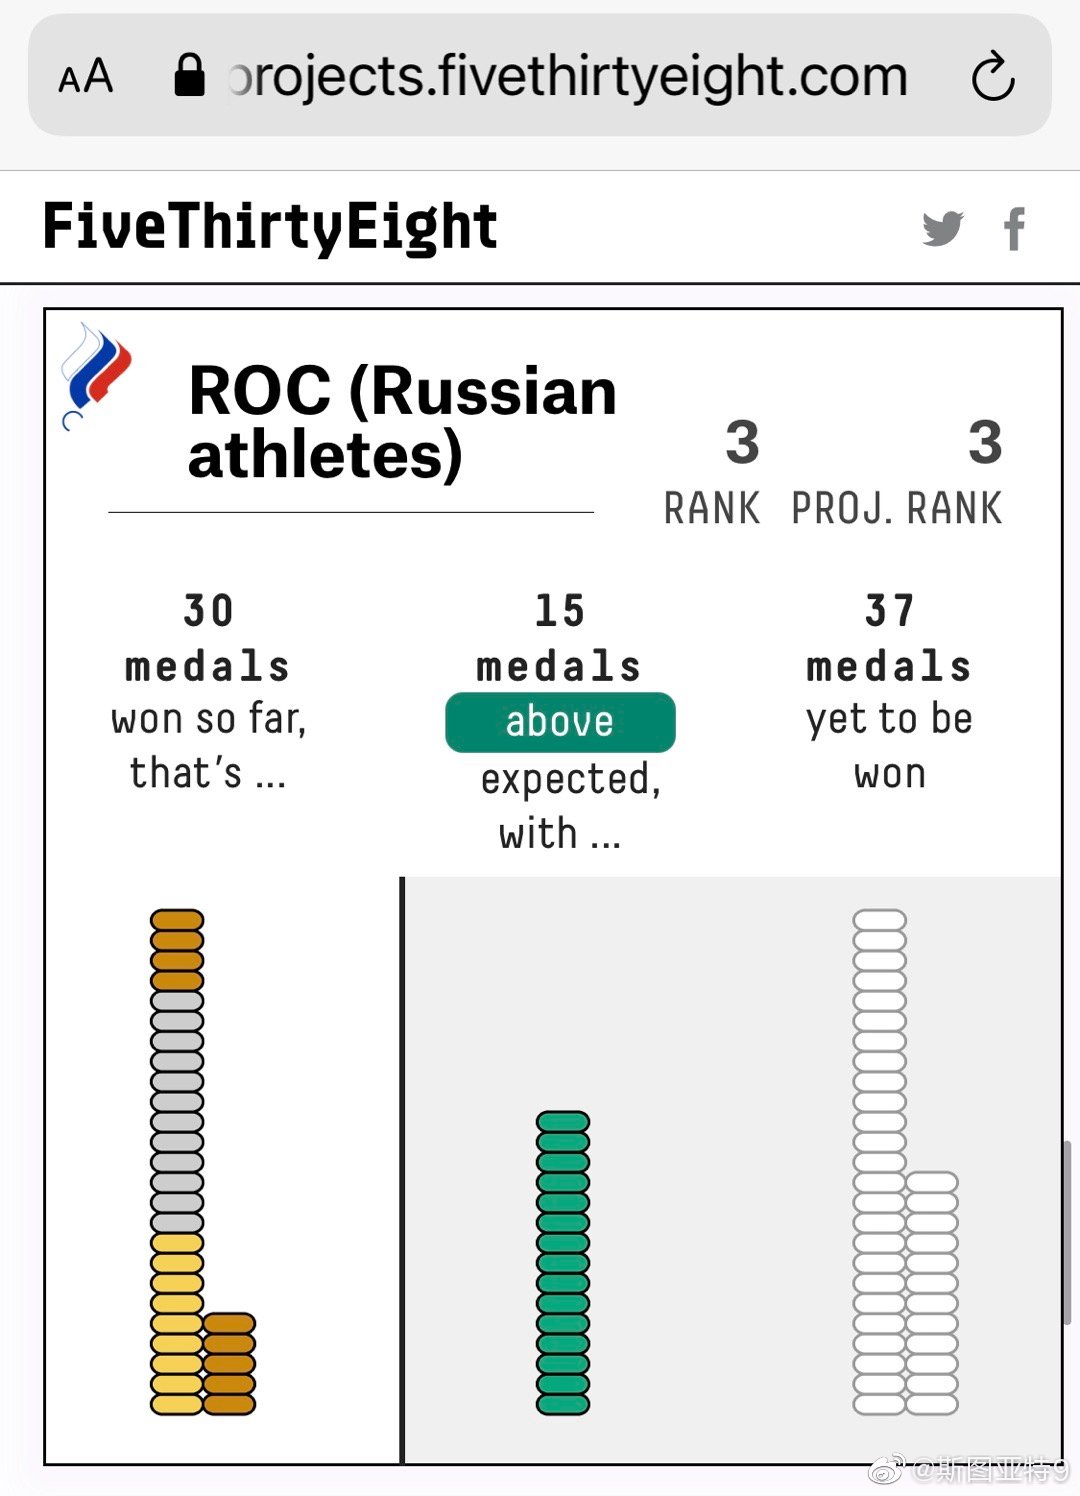 AA projects.fivethirtyeight.com
FiveThirtyEight
ROC (Russian
athletes)
3 3
RANK PROJ. RANK
30 15 37
medals medals medals
won so far, above yet to be
that's ... expected, won
with ...
@斯图亚特9